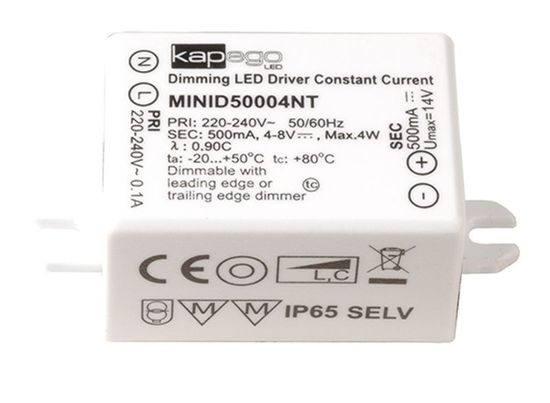 kapago
LED
Dimming LED Driver Constant Current
MINID50004NT
PRI: 220-240V~ 50/60Hz
SEC: 500mA, 4-8V⎓, Max.4W
λ : 0.90C
ta: -20...+50°C tc: +80°C
Dimmable with
leading edge or
trailing edge dimmer
tc
N
L
PRI
220-240V~ 0.1A
SEC
500mA⎓
Umax=14V
+
-
CE
L,C
M M IP65 SELV